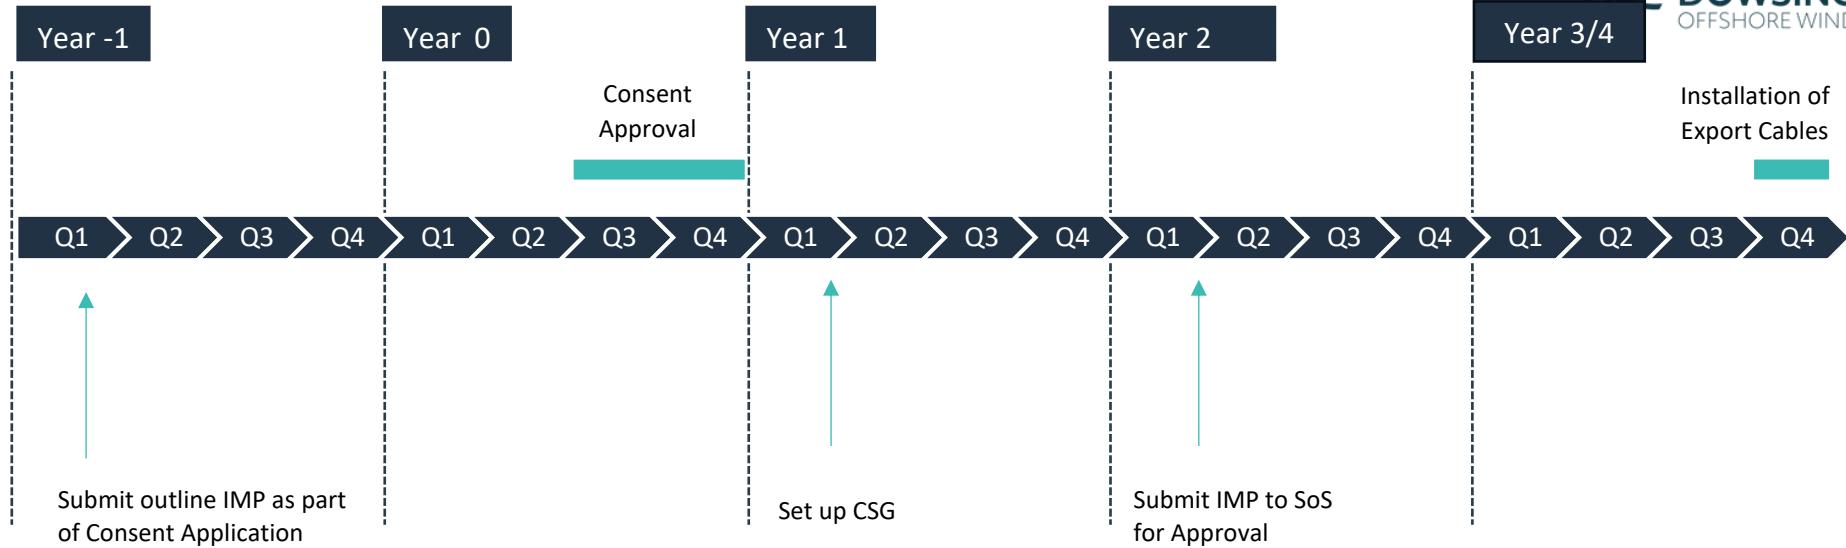 Year -1
Year 0
Year 1
Year 2
Year 3/4
OFFSHORE WIND
Consent
Approval
Installation of
Export Cables
Q1 Q2 Q3 Q4 Q1 Q2 Q3 Q4 Q1 Q2 Q3 Q4 Q1 Q2 Q3 Q4 Q1 Q2 Q3 Q4
Submit outline IMP as part
of Consent Application
Set up CSG
Submit IMP to SoS
for Approval